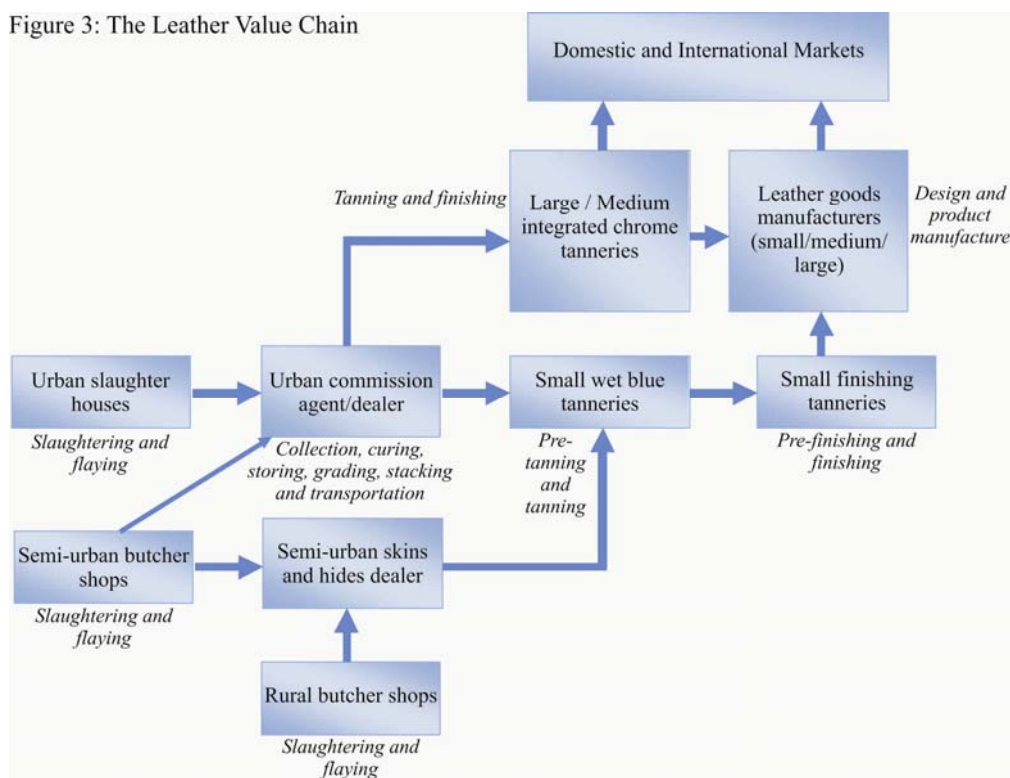 Figure 3: The Leather Value Chain
Domestic and International Markets
Tanning and finishing
Large / Medium
integrated chrome
tanneries
Leather goods
manufacturers
(small/medium/
large)
Design and
product
manufacture
Urban slaughter
houses
Slaughtering and
flaying
Urban commission
agent/dealer
Collection, curing,
storing, grading, stacking
and transportation
Small wet blue
tanneries
Pre-
tanning
and
tanning
Small finishing
tanneries
Pre-finishing and
finishing
Semi-urban butcher
shops
Slaughtering and
flaying
Semi-urban skins
and hides dealer
Rural butcher shops
Slaughtering and
flaying